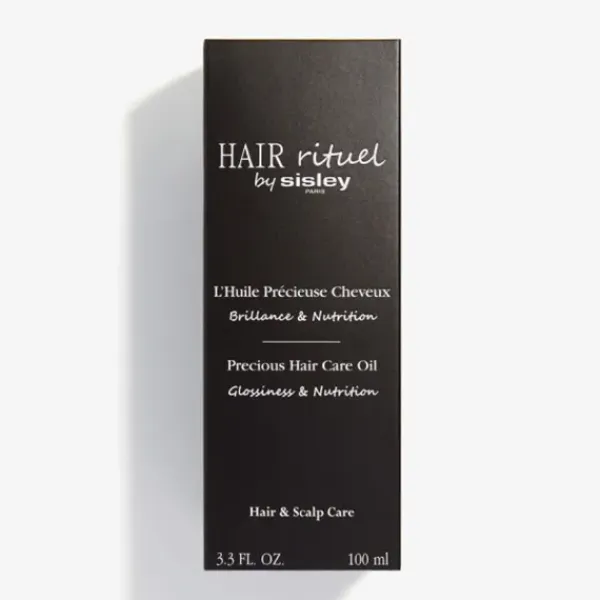 HAIR rituel
by sisley
PARIS
L'Huile Précieuse Cheveux
Brillance & Nutrition
Precious Hair Care Oil
Glossiness & Nutrition
Hair & Scalp Care
3.3 FL. OZ. 100 ml